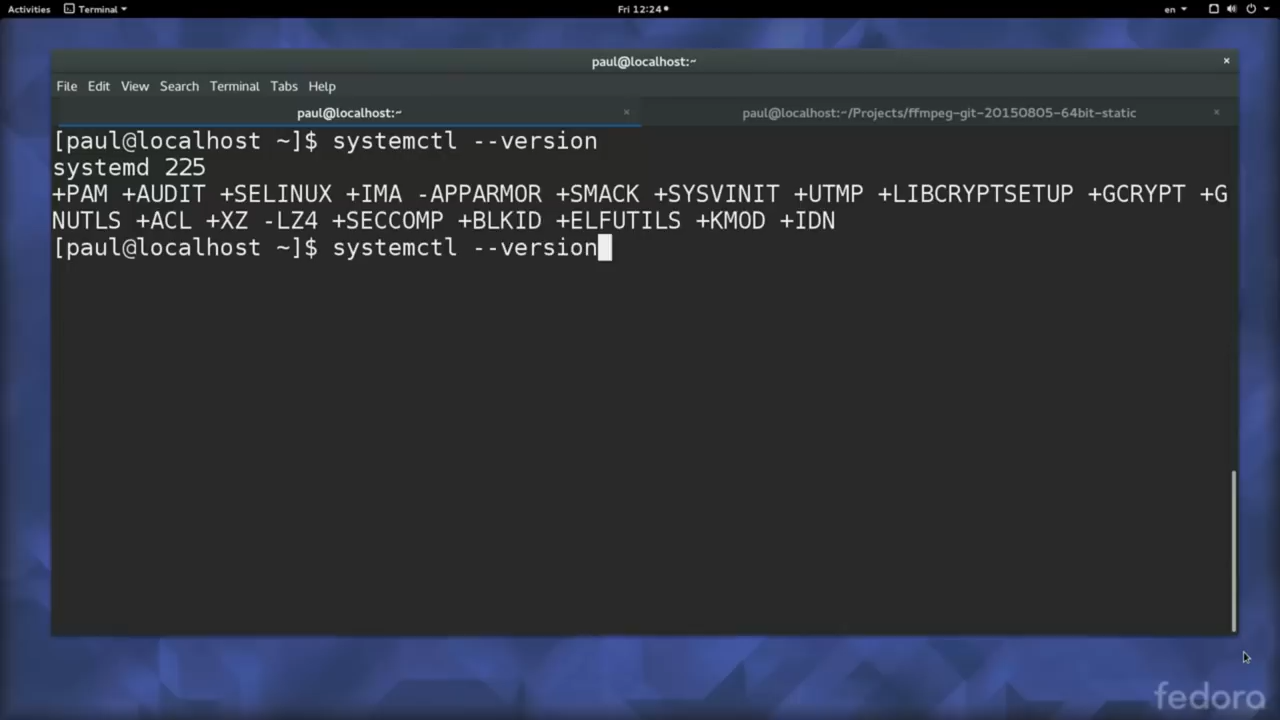 Activities Terminal Fri 12:24 en
paul@localhost:~
File Edit View Search Terminal Tabs Help
paul@localhost:~ × paul@localhost:~/Projects/ffmpeg-git-20150805-64bit-static ×
[paul@localhost ~]$ systemctl --version
systemd 225
+PAM +AUDIT +SELINUX +IMA -APPARMOR +SMACK +SYSVINIT +UTMP +LIBCRYPTSETUP +GCRYPT +G
NUTLS +ACL +XZ -LZ4 +SECCOMP +BLKID +ELFUTILS +KMOD +IDN
[paul@localhost ~]$ systemctl --version
fedora